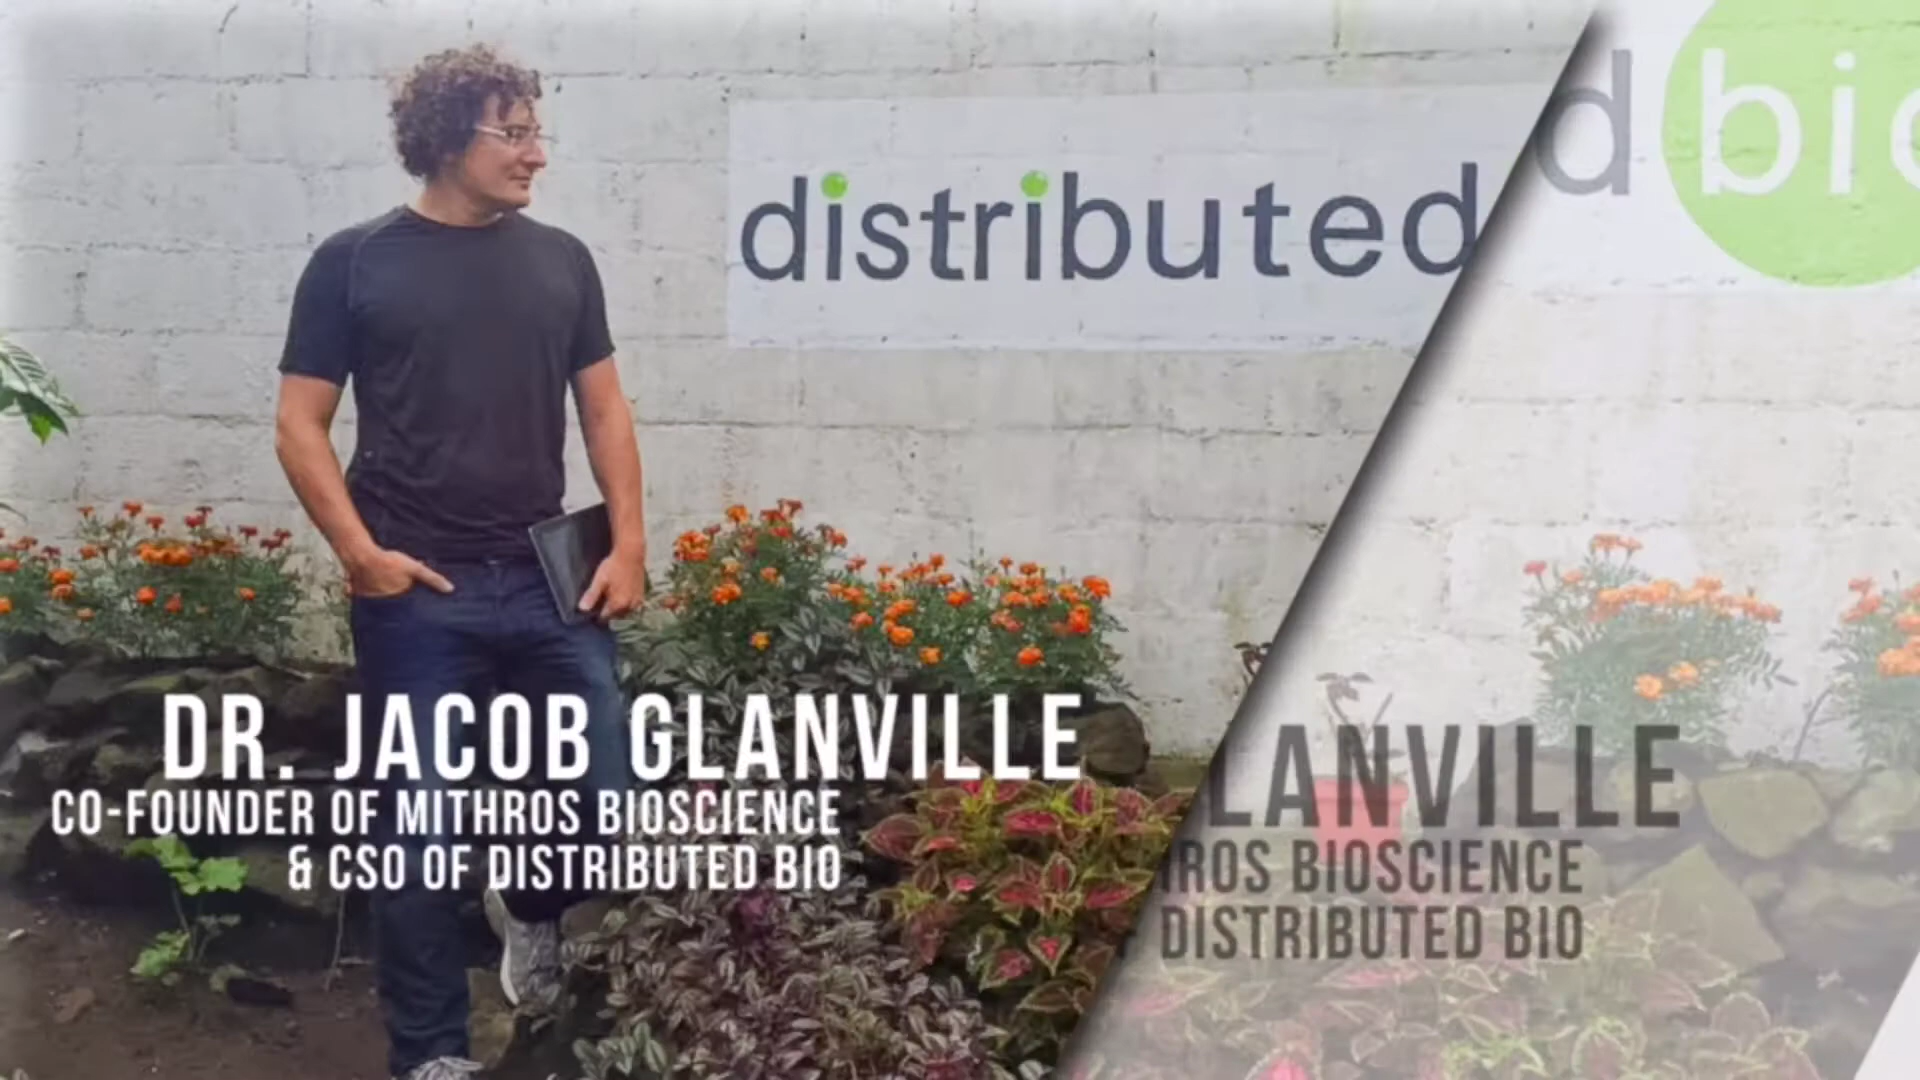 distributed
d bio
DR. JACOB GLANVILLE
CO-FOUNDER OF MITHROS BIOSCIENCE
& CSO OF DISTRIBUTED BIO
LANVILLE
ROS BIOSCIENCE
DISTRIBUTED BIO